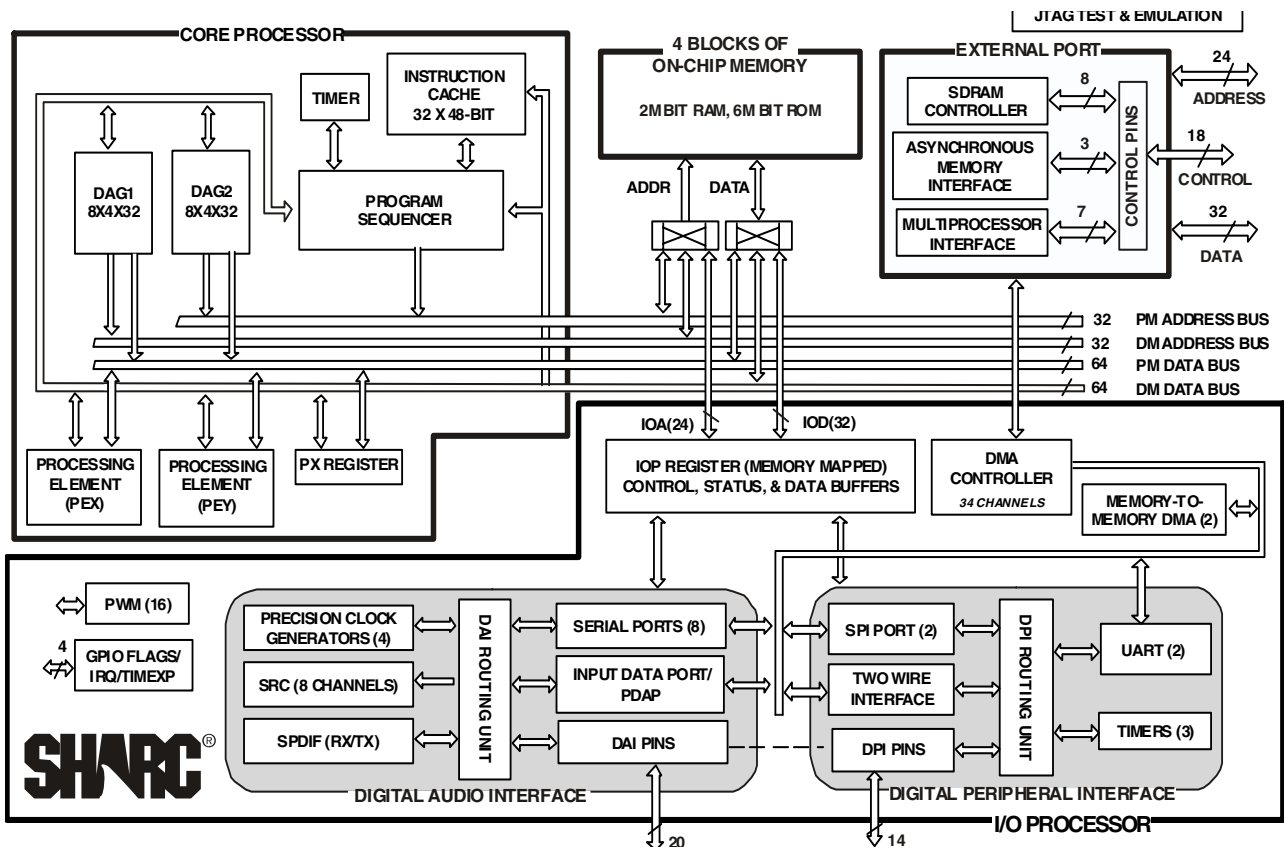 JTAG TEST & EMULATION
CORE PROCESSOR
TIMER
INSTRUCTION
CACHE
32 X 48-BIT
DAG1
8X4X32
DAG2
8X4X32
PROGRAM
SEQUENCER
4 BLOCKS OF
ON-CHIP MEMORY
2M BIT RAM, 6M BIT ROM
ADDR
DATA
EXTERNAL PORT
SDRAM
CONTROLLER
8
ASYNCHRONOUS
MEMORY
INTERFACE
3
MULTIPROCESSOR
INTERFACE
7
CONTROL PINS
24
ADDRESS
18
CONTROL
32
DATA
32 PM ADDRESS BUS
32 DM ADDRESS BUS
64 PM DATA BUS
64 DM DATA BUS
PROCESSING
ELEMENT
(PEX)
PROCESSING
ELEMENT
(PEY)
PX REGISTER
IOA(24)
IOD(32)
IOP REGISTER (MEMORY MAPPED)
CONTROL, STATUS, & DATA BUFFERS
DMA
CONTROLLER
34 CHANNELS
MEMORY-TO-
MEMORY DMA (2)
PWM (16)
4
GPIO FLAGS/
IRQ/TIMEXP
SHARC®
PRECISION CLOCK
GENERATORS (4)
SRC (8 CHANNELS)
SPDIF (RX/TX)
DAI ROUTING UNIT
SERIAL PORTS (8)
INPUT DATA PORT/
PDAP
DAI PINS
DIGITAL AUDIO INTERFACE
20
SPI PORT (2)
TWO WIRE
INTERFACE
DPI PINS
DPI ROUTING UNIT
UART (2)
TIMERS (3)
DIGITAL PERIPHERAL INTERFACE
14
I/O PROCESSOR